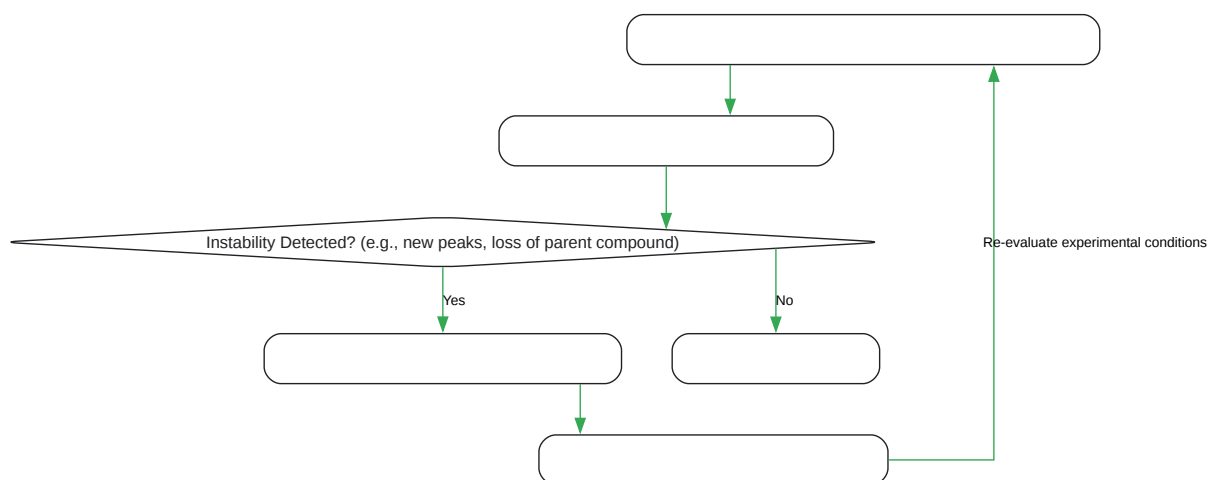 Instability Detected? (e.g., new peaks, loss of parent compound)
Re-evaluate experimental conditions
Yes
No